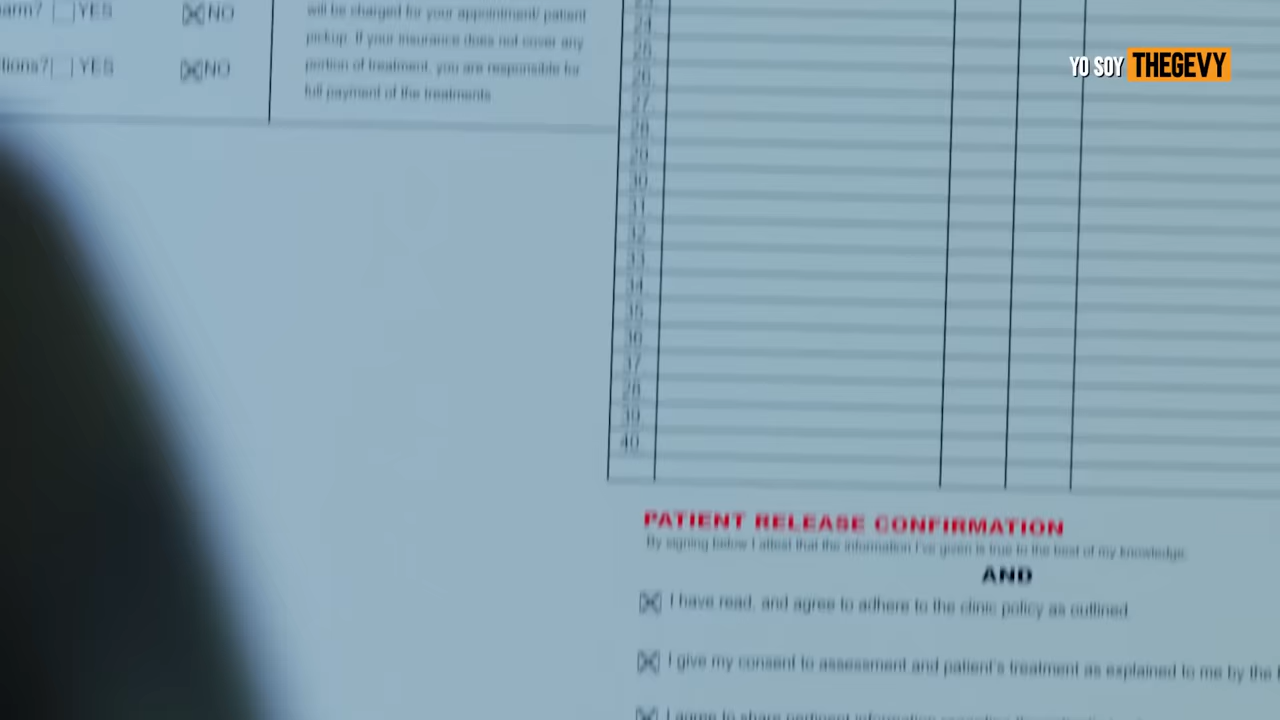 YES NO
YES NO
will be charged for your appointment/ patient
pickup. If your insurance does not cover any
portion of treatment, you are responsible for
full payment of the treatments
24
25
26
27
28
29
30
31
32
33
34
35
36
37
38
39
40
YO SOY THEGEVY
PATIENT RELEASE CONFIRMATION
By signing below I attest that the information I've given is true to the best of my knowledge.
AND
I have read, and agree to adhere to the clinic policy as outlined
I give my consent to assessment and patient's treatment as explained to me by the
I agree to share pertinent information